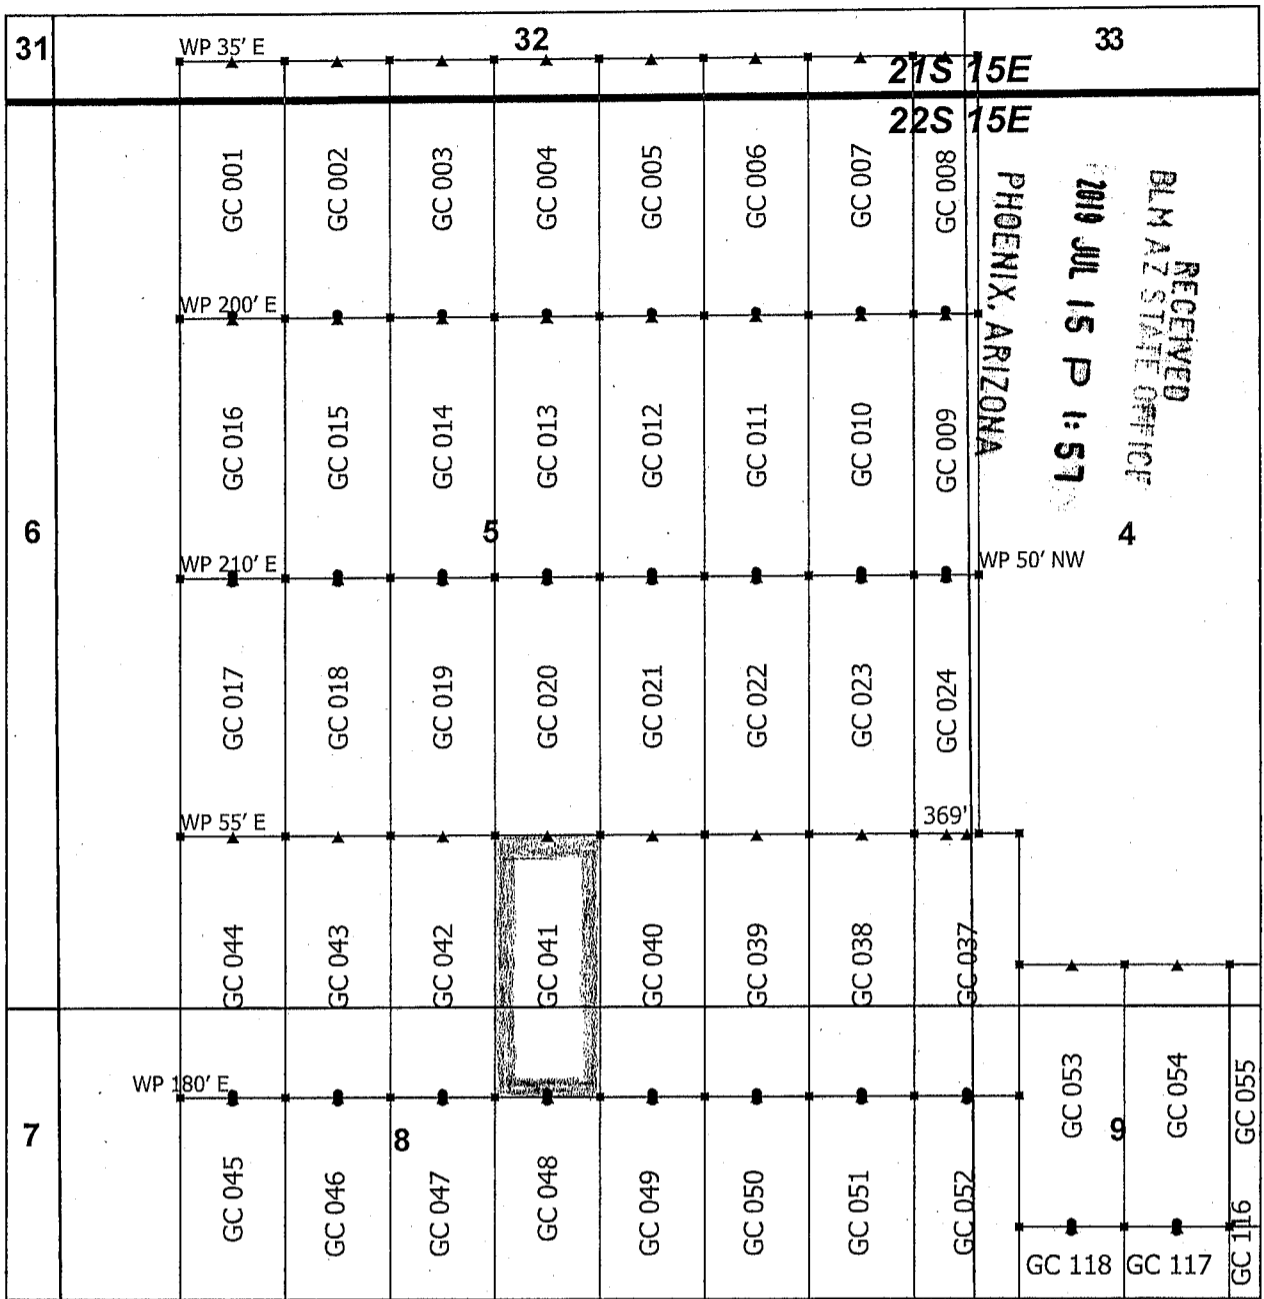 31
WP 35' E
32
33
21S 15E
22S 15E
GC 001
GC 002
GC 003
GC 004
GC 005
GC 006
GC 007
GC 008
RECEIVED
BLM AZ STATE OFFICE
2019 JUL 15 P 1:57
PHOENIX, ARIZONA
WP 200' E
GC 016
GC 015
GC 014
GC 013
GC 012
GC 011
GC 010
GC 009
6
5
4
WP 210' E
WP 50' NW
GC 017
GC 018
GC 019
GC 020
GC 021
GC 022
GC 023
GC 024
WP 55' E
369'
GC 044
GC 043
GC 042
GC 041
GC 040
GC 039
GC 038
GC 037
WP 180' E
GC 053
GC 054
GC 055
7
8
9
GC 045
GC 046
GC 047
GC 048
GC 049
GC 050
GC 051
GC 052
GC 118
GC 117
GC 116